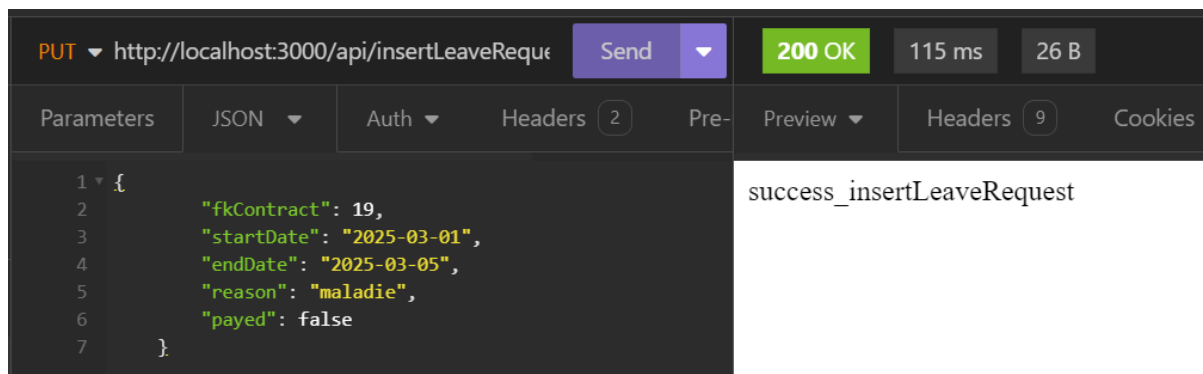 PUT http://localhost:3000/api/insertLeaveReque Send 200 OK 115 ms 26 B
Parameters JSON Auth Headers 2 Pre- Preview Headers 9 Cookies
1 {
2 "fkContract": 19,
3 "startDate": "2025-03-01",
4 "endDate": "2025-03-05",
5 "reason": "maladie",
6 "payed": false
7 }
success_insertLeaveRequest